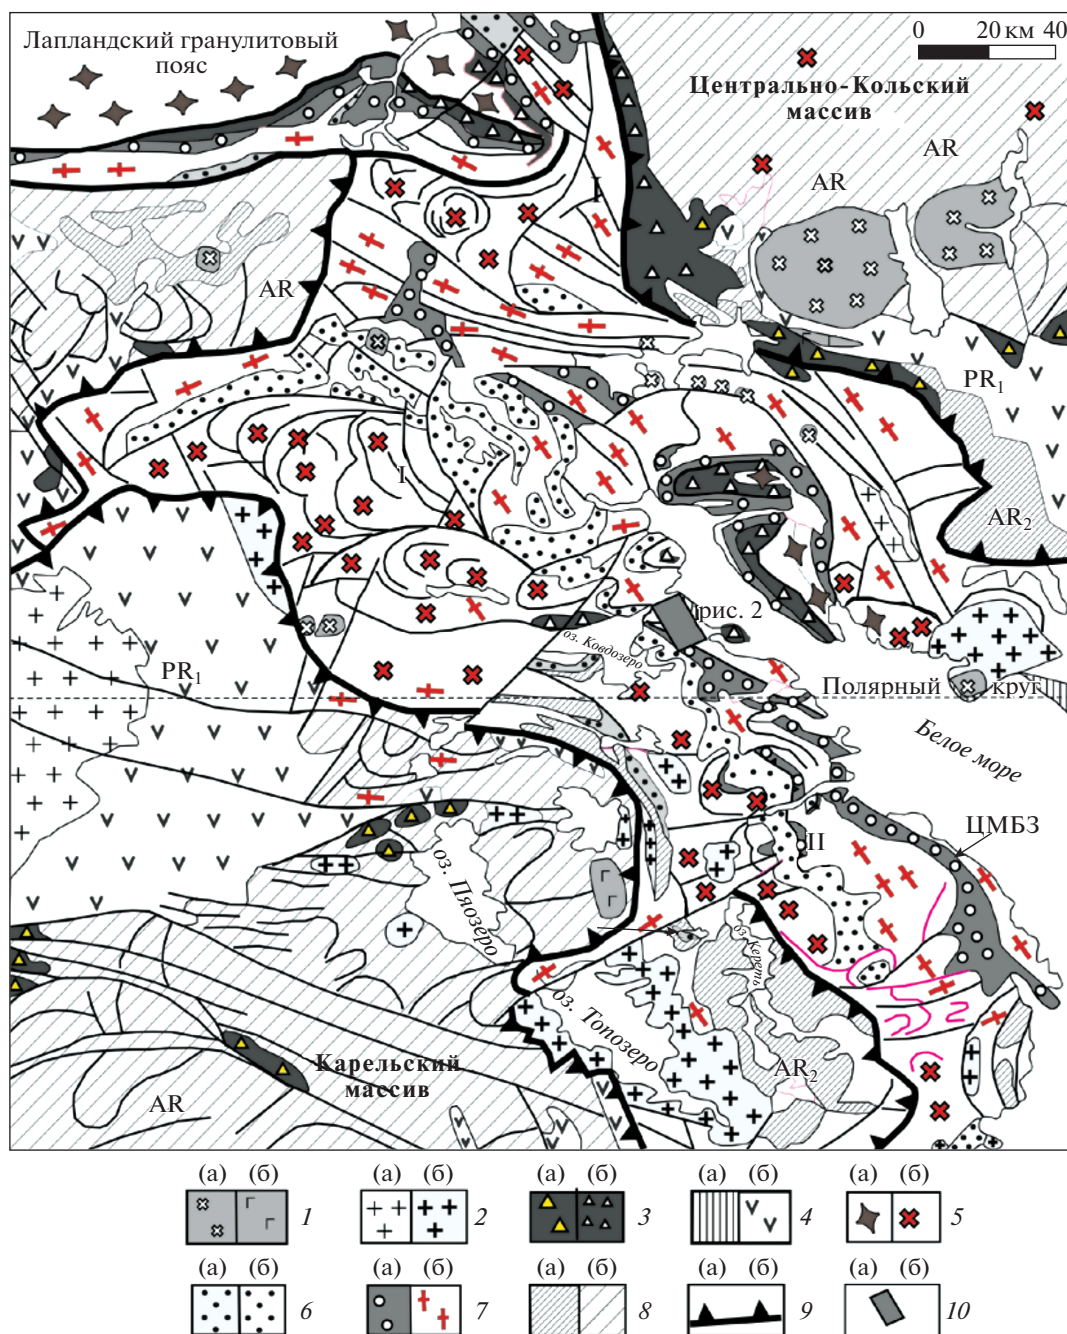 Лапландский гранулитовый
пояс
0 20 км 40
Центрально-Кольский
массив
AR
AR
I
AR
PR₁
I
AR₂
рис. 2
оз. Ковдозеро
PR₁
Полярный круг
Белое море
ЦМБЗ
II
оз. Пяозеро
оз. Кереть
оз. Топозеро
Карельский
массив
AR₂
AR
(а) (б) (а) (б) (а) (б) (а) (б) (а) (б)
1 2 3 4 5
(а) (б) (а) (б) (а) (б) (а) (б) (а) (б)
6 7 8 9 10